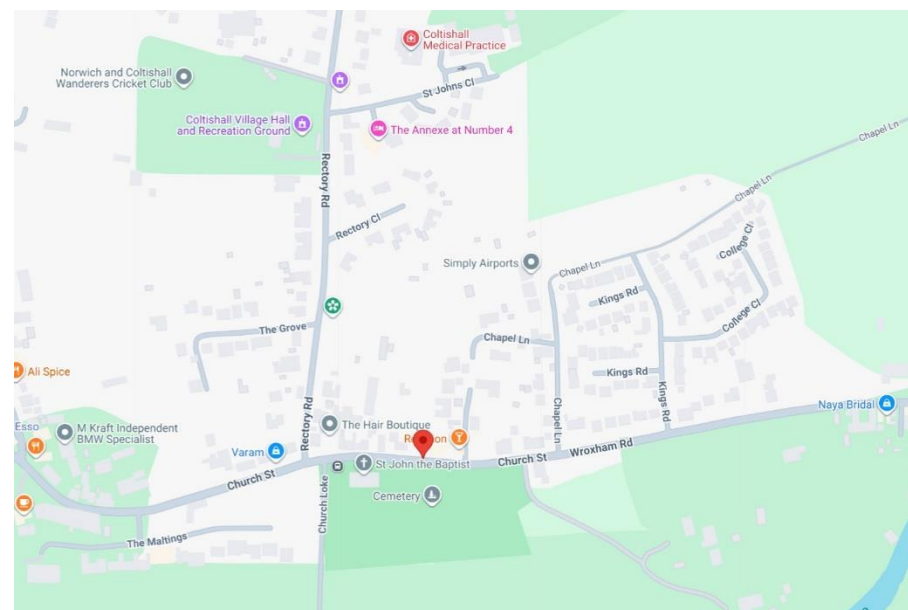 Coltishall
Medical Practice
Norwich and Coltishall
Wanderers Cricket Club
St Johns Cl
Coltishall Village Hall
and Recreation Ground
The Annexe at Number 4
Chapel Ln
Rectory Rd
Chapel Ln
Rectory Cl
College Cl
Simply Airports
Chapel Ln
Kings Rd
The Grove
College Cl
Chapel Ln
Ali Spice
Kings Rd
Kings Rd
Chapel Ln
Naya Bridal
Rectory Rd
Esso
M Kraft Independent
BMW Specialist
The Hair Boutique
Varam
Wroxham Rd
Church St
St John the Baptist
Church St
Cemetery
Church Loke
The Maltings